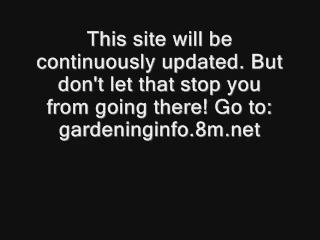 This site will be
continuously updated. But
don't let that stop you
from going there! Go to:
gardeninginfo.8m.net